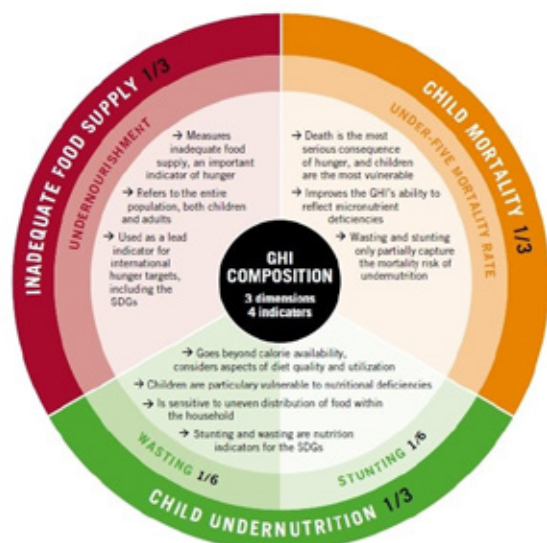 INADEQUATE FOOD SUPPLY 1/3
UNDERNOURISHMENT
→ Measures
inadequate food
supply, an important
indicator of hunger
→ Refers to the entire
population, both children
and adults
→ Used as a lead
indicator for
international
hunger targets,
including the
SDGs
CHILD MORTALITY 1/3
UNDER-FIVE MORTALITY RATE
→ Death is the most
serious consequence
of hunger, and children
are the most vulnerable
→ Improves the GHI's ability to
reflect micronutrient
deficiencies
→ Wasting and stunting
only partially capture
the mortality risk of
undernutrition
GHI
COMPOSITION
3 dimensions
4 indicators
→ Goes beyond calorie availability,
considers aspects of diet quality and utilization
→ Children are particulary vulnerable to nutritional deficiencies
→ Is sensitive to uneven distribution of food within
the household
→ Stunting and wasting are nutrition
indicators for the SDGs
WASTING 1/6
STUNTING 1/6
CHILD UNDERNUTRITION 1/3